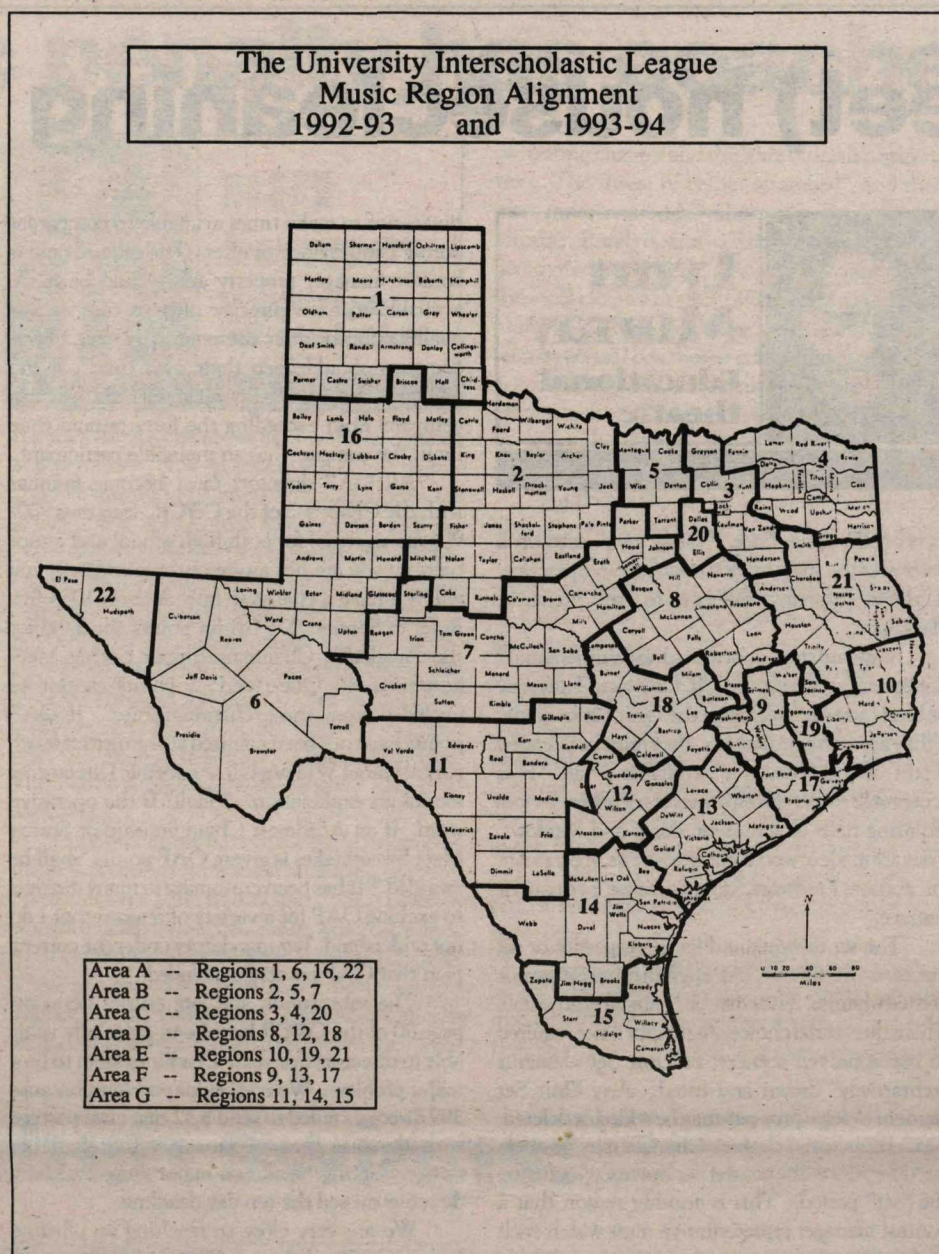 The University Interscholastic League
Music Region Alignment
1992-93 and 1993-94
Dallam Sherman Hansford Ochiltree Lipscomb
Hartley Moore Hutchinson Roberts Hemphill
1
Oldham Potter Carson Gray Wheeler
Deaf Smith Randall Armstrong Donley Collingsworth
Parmer Castro Swisher Briscoe Hall Childress
Bailey Lamb Hale Floyd Motley
16
Cochran Hockley Lubbock Crosby Dickens
Yoakum Terry Lynn Garza Kent
Gaines Dawson Borden Scurry
Andrews Martin Howard
Hardeman
Cottle Foard Wilbarger Wichita Clay
King Knox Baylor Archer
2
Stonewall Haskell Throckmorton Young Jack
Fisher Jones Shackelford Stephens Palo Pinto
Mitchell Nolan Taylor Callahan Eastland
Montague Cooke
5
Wise Denton
Parker Tarrant
Hood Johnson
Erath
Grayson Fannin
Collin
3
Kaufman Van Zandt
Henderson
Dallas
20
Ellis
Lamar Red River Bowie
4
Delta
Hopkins Titus Cass
Camp
Rains Wood Upshur Marion
Harrison
Gregg
Smith Panola
Cherokee
21
Anderson Nacogdoches
Houston
Sabine
Trinity
El Paso
22
Hudspeth
Culberson
Loving Winkler Ector Midland Glasscock
Ward Crane Upton
Reeves
Jeff Davis Pecos
6
Presidio Brewster Terrell
Sterling Coke Runnels Coleman Brown Comanche
Hamilton
Mills
Reagan Irion Tom Green Concho
McCulloch San Saba
7
Schleicher Menard
Crockett Mason Llano
Sutton Kimble
Bosque Hill Navarro
8
McLennan Limestone Freestone
Coryell Falls Leon
Bell Robertson Madison
Lampasas
Burnet Williamson Milam
Burleson
18
Travis Lee
Hays Bastrop
Caldwell Fayette
Brazos Grimes Walker
9
Washington Montgomery
Austin Waller
San Jacinto
19
Harris
Tyler
10
Hardin
Liberty Orange
Jefferson
Chambers
Gillespie Blanco
Val Verde Edwards Kerr Kendall
Real Bandera
11
Kinney Uvalde Medina
Maverick Zavala Frio
Dimmit LaSalle
Comal
Guadalupe
Gonzales
12
Wilson
Atascosa Karnes
Colorado
Lavaca Wharton
13
DeWitt Jackson Matagorda
Victoria
Goliad Calhoun
Refugio
Fort Bend
17
Brazoria
McMullen Live Oak Bee
San Patricio
14
Webb Duval Jim Wells
Nueces
Kleberg
Zapata Jim Hogg Brooks Kenedy
15
Starr Hidalgo Willacy
Cameron
N
0 10 20 40 60 80
Miles
Area A -- Regions 1, 6, 16, 22
Area B -- Regions 2, 5, 7
Area C -- Regions 3, 4, 20
Area D -- Regions 8, 12, 18
Area E -- Regions 10, 19, 21
Area F -- Regions 9, 13, 17
Area G -- Regions 11, 14, 15